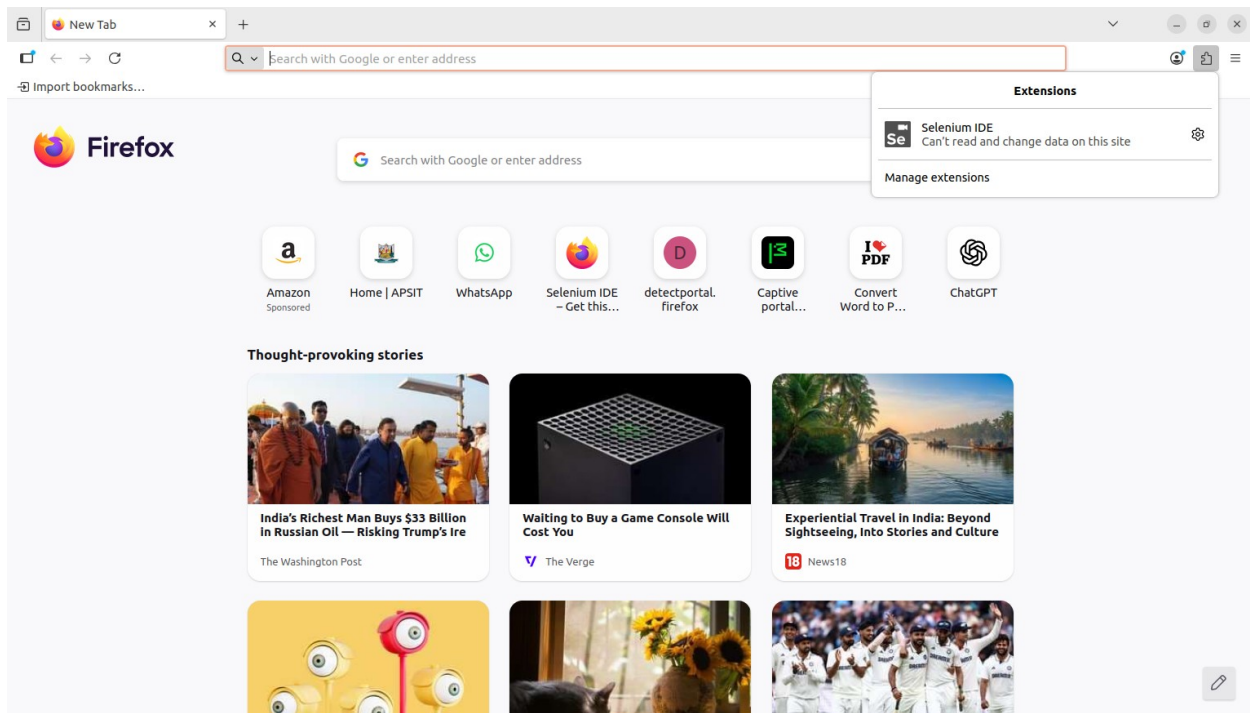 New Tab
Search with Google or enter address
Import bookmarks...
Extensions
Selenium IDE
Can't read and change data on this site
Manage extensions
Se
Firefox
Search with Google or enter address
a
D
I
PDF
Amazon
Sponsored
Home | APSIT
WhatsApp
Selenium IDE
– Get this...
detectportal.
firefox
Captive
portal...
Convert
Word to P...
ChatGPT
Thought-provoking stories
India's Richest Man Buys $33 Billion
in Russian Oil — Risking Trump's Ire
The Washington Post
Waiting to Buy a Game Console Will
Cost You
The Verge
Experiential Travel in India: Beyond
Sightseeing, Into Stories and Culture
18 News18